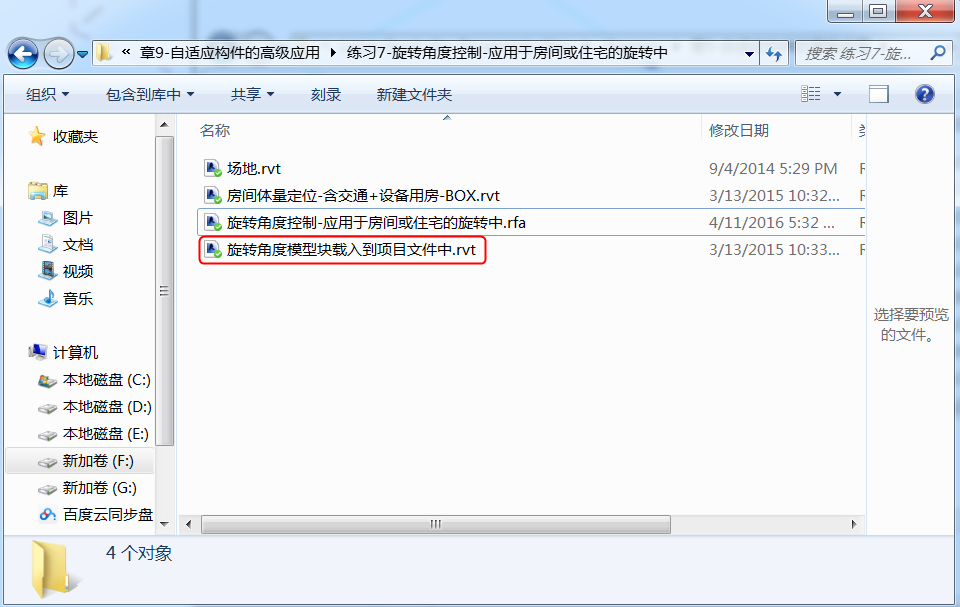 « 章9-自适应构件的高级应用 ▸ 练习7-旋转角度控制-应用于房间或住宅的旋转中
搜索 练习7-旋...
组织 包含到库中 共享 刻录 新建文件夹
收藏夹
库
图片
文档
视频
音乐
计算机
本地磁盘 (C:)
本地磁盘 (D:)
本地磁盘 (E:)
新加卷 (F:)
新加卷 (G:)
百度云同步盘
名称 修改日期
场地.rvt 9/4/2014 5:29 PM
房间体量定位-含交通+设备用房-BOX.rvt 3/13/2015 10:32...
旋转角度控制-应用于房间或住宅的旋转中.rfa 4/11/2016 5:32 ...
旋转角度模型块载入到项目文件中.rvt 3/13/2015 10:33...
选择要预览
的文件。
4 个对象